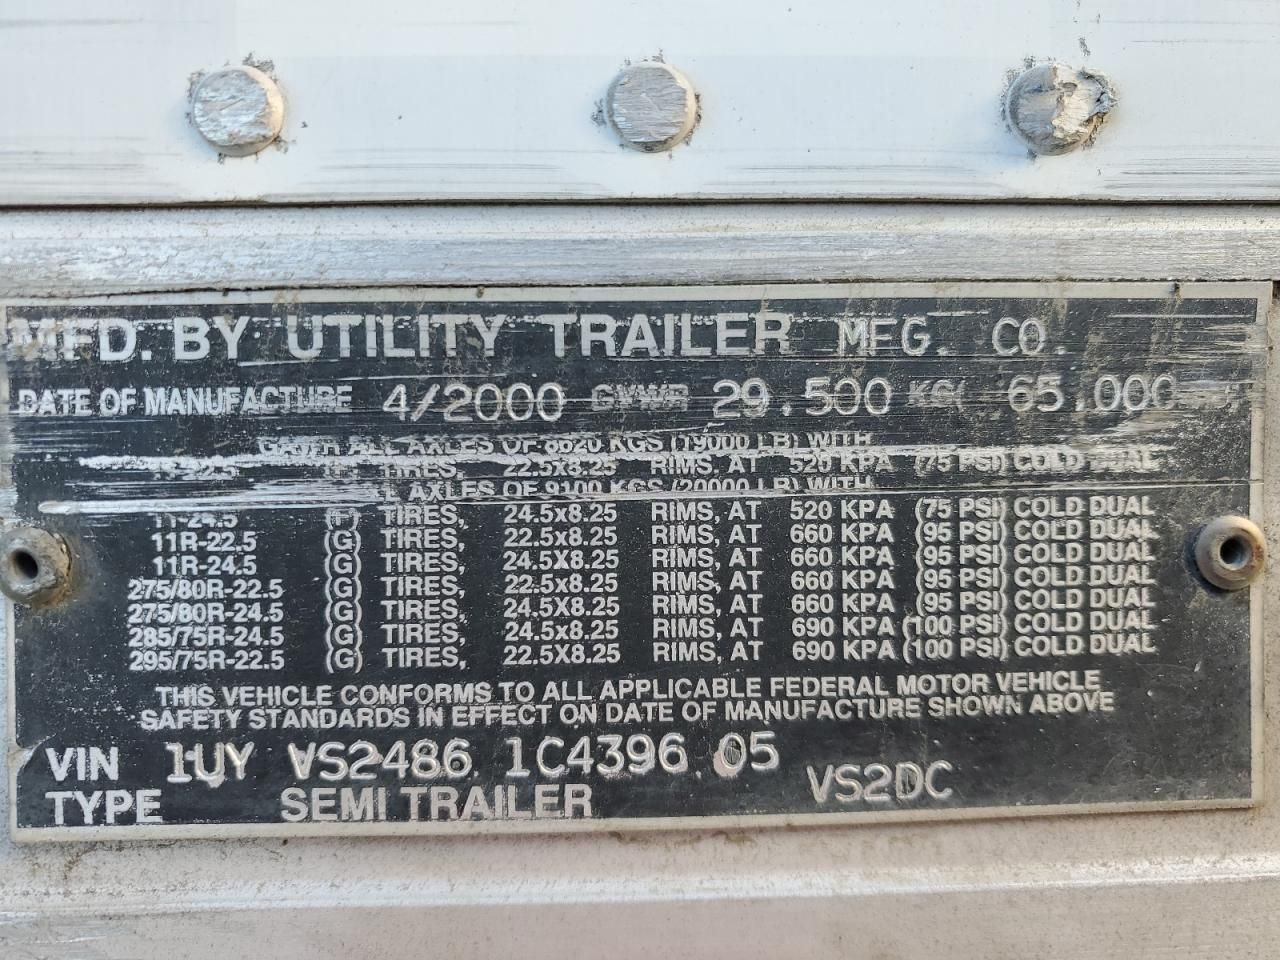 MFD. BY UTILITY TRAILER MFG. CO.
DATE OF MANUFACTURE 4/2000 GVWR 29.500 KG( 65.000
GAWR ALL AXLES OF 8620 KGS (19000 LB) WITH
11-22.5 (F) TIRES, 22.5x8.25 RIMS, AT 520 KPA (75 PSI) COLD DUAL
AXLES OF 9100 KGS (20000 LB) WITH
11-24.5 (F) TIRES, 24.5x8.25 RIMS, AT 520 KPA (75 PSI) COLD DUAL
11R-22.5 (G) TIRES, 22.5x8.25 RIMS, AT 660 KPA (95 PSI) COLD DUAL
11R-24.5 (G) TIRES, 24.5X8.25 RIMS, AT 660 KPA (95 PSI) COLD DUAL
275/80R-22.5 (G) TIRES, 22.5x8.25 RIMS, AT 660 KPA (95 PSI) COLD DUAL
275/80R-24.5 (G) TIRES, 24.5X8.25 RIMS, AT 660 KPA (95 PSI) COLD DUAL
285/75R-24.5 (G) TIRES, 24.5x8.25 RIMS, AT 690 KPA (100 PSI) COLD DUAL
295/75R-22.5 (G) TIRES, 22.5X8.25 RIMS, AT 690 KPA (100 PSI) COLD DUAL
THIS VEHICLE CONFORMS TO ALL APPLICABLE FEDERAL MOTOR VEHICLE
SAFETY STANDARDS IN EFFECT ON DATE OF MANUFACTURE SHOWN ABOVE
VIN 1UY VS2486 1C4396 05
TYPE SEMI TRAILER VS2DC